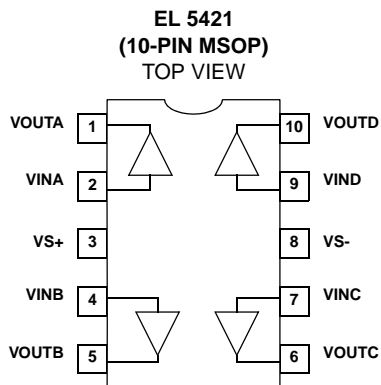 EL 5421
(10-PIN MSOP)
TOP VIEW
VOUTA 1 10 VOUTD
VINA 2 9 VIND
VS+ 3 8 VS-
VINB 4 7 VINC
VOUTB 5 6 VOUTC